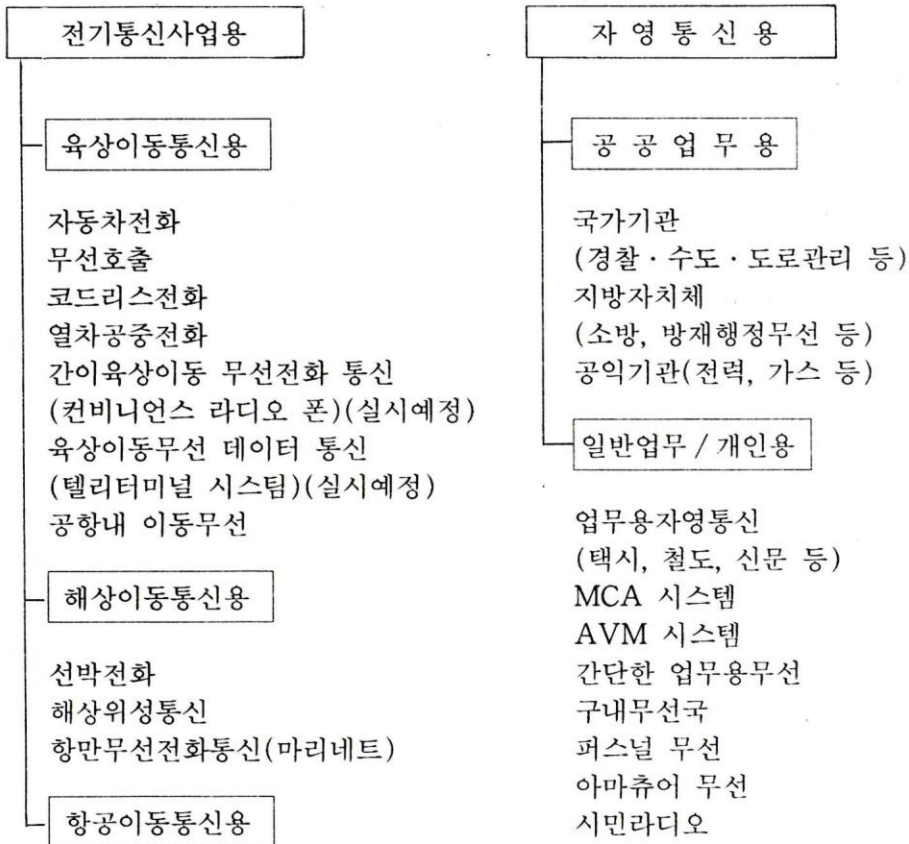 전기통신사업용
육상이동통신용
자동차전화
무선호출
코드리스전화
열차공중전화
간이육상이동 무선전화 통신
(컨비니언스 라디오 폰)(실시예정)
육상이동무선 데이터 통신
(텔리터미널 시스팀)(실시예정)
공항내 이동무선
해상이동통신용
선박전화
해상위성통신
항만무선전화통신(마리네트)
항공이동통신용
자 영 통 신 용
공 공 업 무 용
국가기관
(경찰 · 수도 · 도로관리 등)
지방자치체
(소방, 방재행정무선 등)
공익기관(전력, 가스 등)
일반업무 / 개인용
업무용자영통신
(택시, 철도, 신문 등)
MCA 시스템
AVM 시스템
간단한 업무용무선
구내무선국
퍼스널 무선
아마츄어 무선
시민라디오